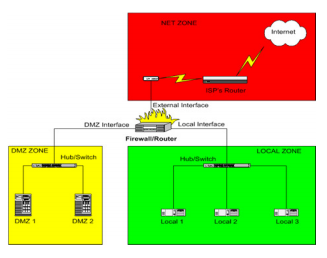 NET ZONE
Internet
ISP's Router
External Interface
DMZ Interface
Local Interface
Firewall/Router
DMZ ZONE
Hub/Switch
DMZ 1
DMZ 2
LOCAL ZONE
Hub/Switch
Local 1
Local 2
Local 3